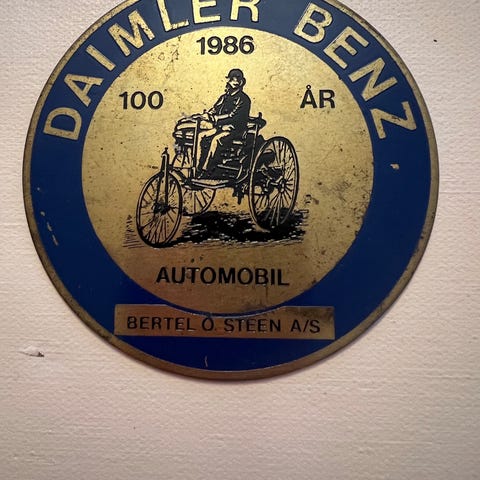 DAIMLER BENZ
1986
100 ÅR
AUTOMOBIL
BERTEL O. STEEN A/S